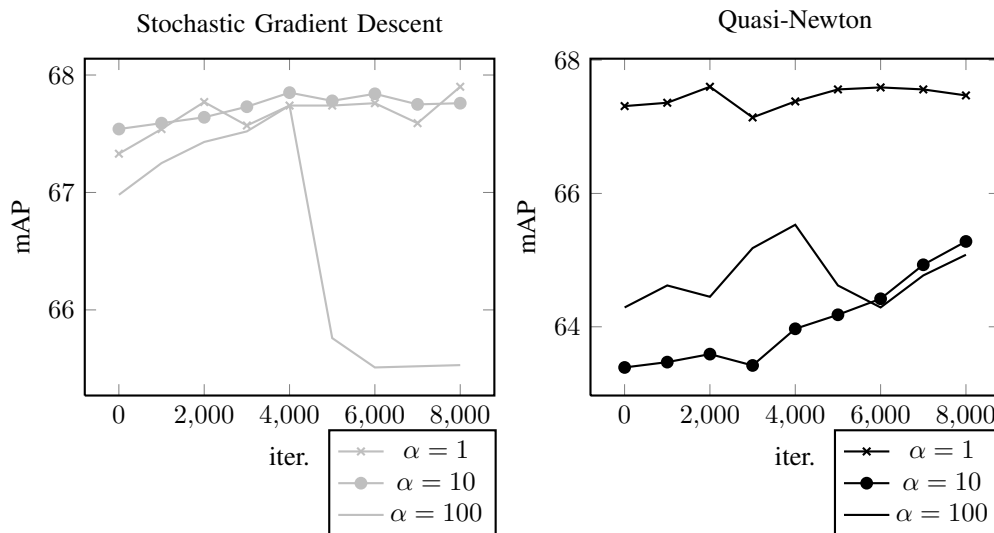 Stochastic Gradient Descent
68
67
66
mAP
0 2,000 4,000 6,000 8,000
iter.
α = 1
α = 10
α = 100
Quasi-Newton
68
66
64
mAP
0 2,000 4,000 6,000 8,000
iter.
α = 1
α = 10
α = 100